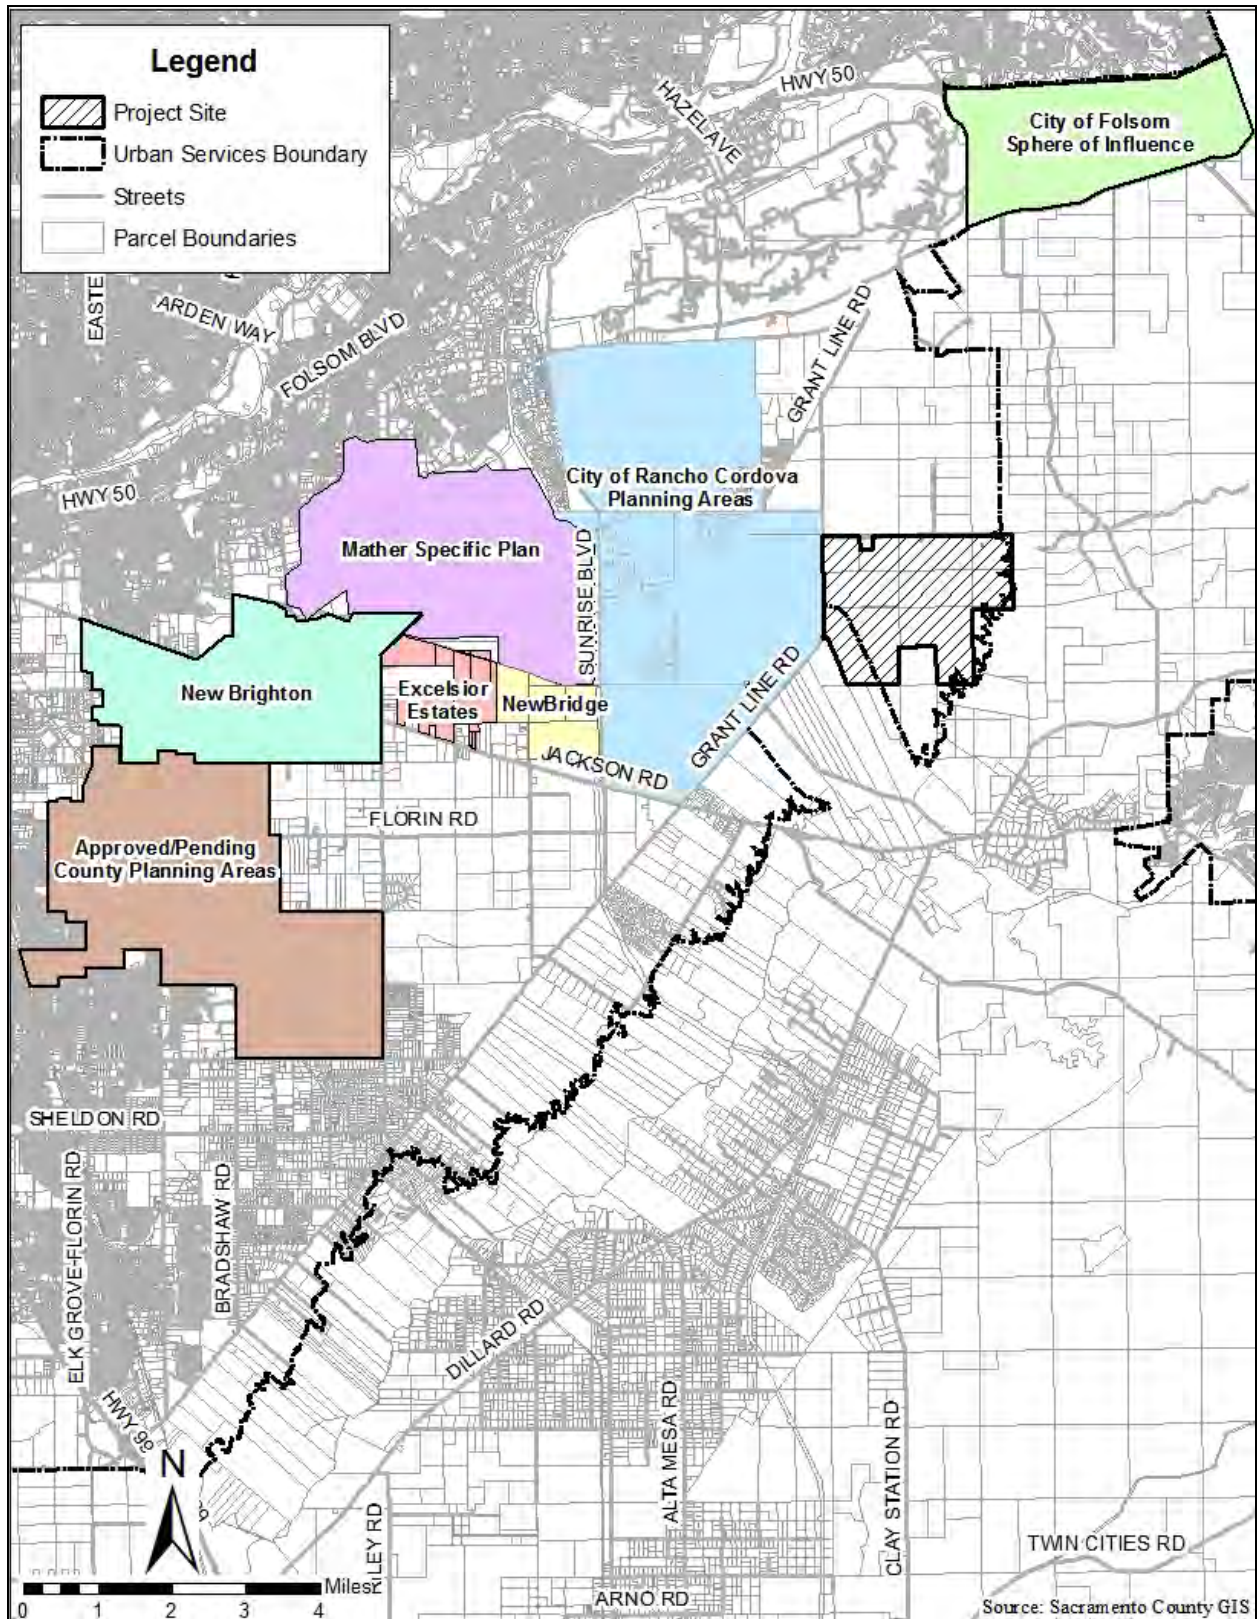 Legend
Project Site
Urban Services Boundary
Streets
Parcel Boundaries
HWY 50
HAZELAVE
City of Folsom
Sphere of Influence
EASTE
ARDEN WAY
FOLSOM BLVD
GRANT LINE RD
HWY 50
City of Rancho Cordova
Planning Areas
Mather Specific Plan
SUNRISE BLVD
New Brighton
Excelsior
Estates
NewBridge
GRANT LINE RD
JACKSON RD
FLORIN RD
Approved/Pending
County Planning Areas
SHELDON RD
ELK GROVE-FLORIN RD
BRADSHAW RD
DILLARD RD
HWY 99
ALTA MESA RD
CLAY STATION RD
N
LEY RD
TWIN CITIES RD
Miles
ARNO RD
0 1 2 3 4
Source: Sacramento County GIS